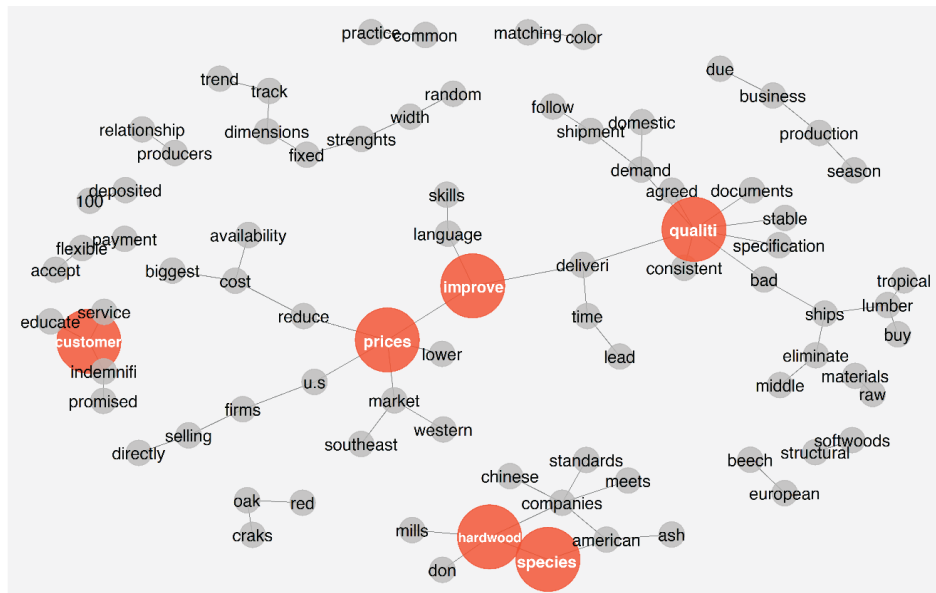 practice
common
matching
color
due
trend
track
business
random
follow
width
domestic
relationship
dimensions
shipment
strenghts
production
producers
fixed
demand
season
deposited
100
skills
agreed
documents
stable
payment
availability
language
qualiti
flexible
specification
accept
biggest
cost
deliveri
consistent
bad
tropical
improve
lumber
service
educate
reduce
time
ships
buy
customer
prices
lower
lead
eliminate
indemnifi
u.s
middle
materials
raw
promised
firms
market
selling
southeast
western
directly
softwoods
structural
standards
beech
chinese
meets
european
oak
red
companies
craks
mills
hardwood
american
ash
don
species